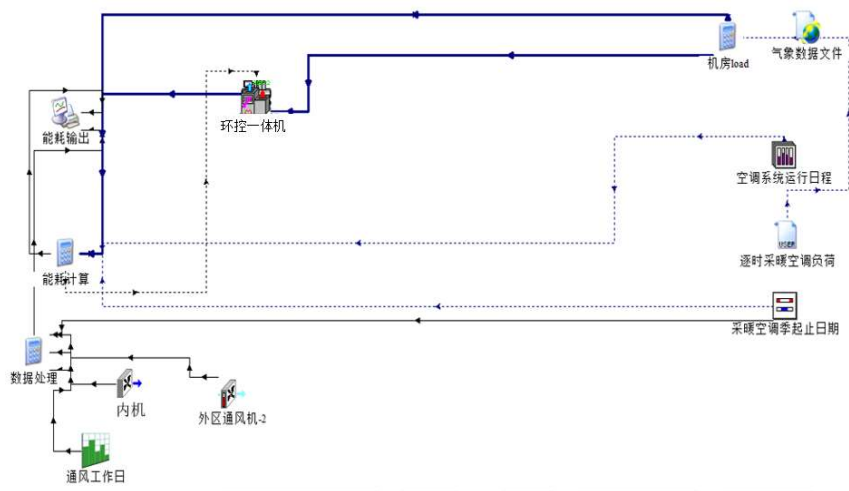 机房load
气象数据文件
环控一体机
能耗输出
空调系统运行日程
USER
逐时采暖空调负荷
能耗计算
采暖空调季起止日期
数据处理
内机
外区通风机-2
通风工作日